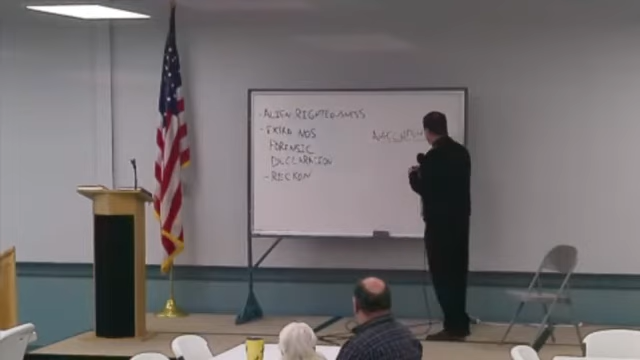 - ALIEN RIGHTEOUSNESS
- EXTRA NOS
FORENSIC
DECLARATION
- RECKON